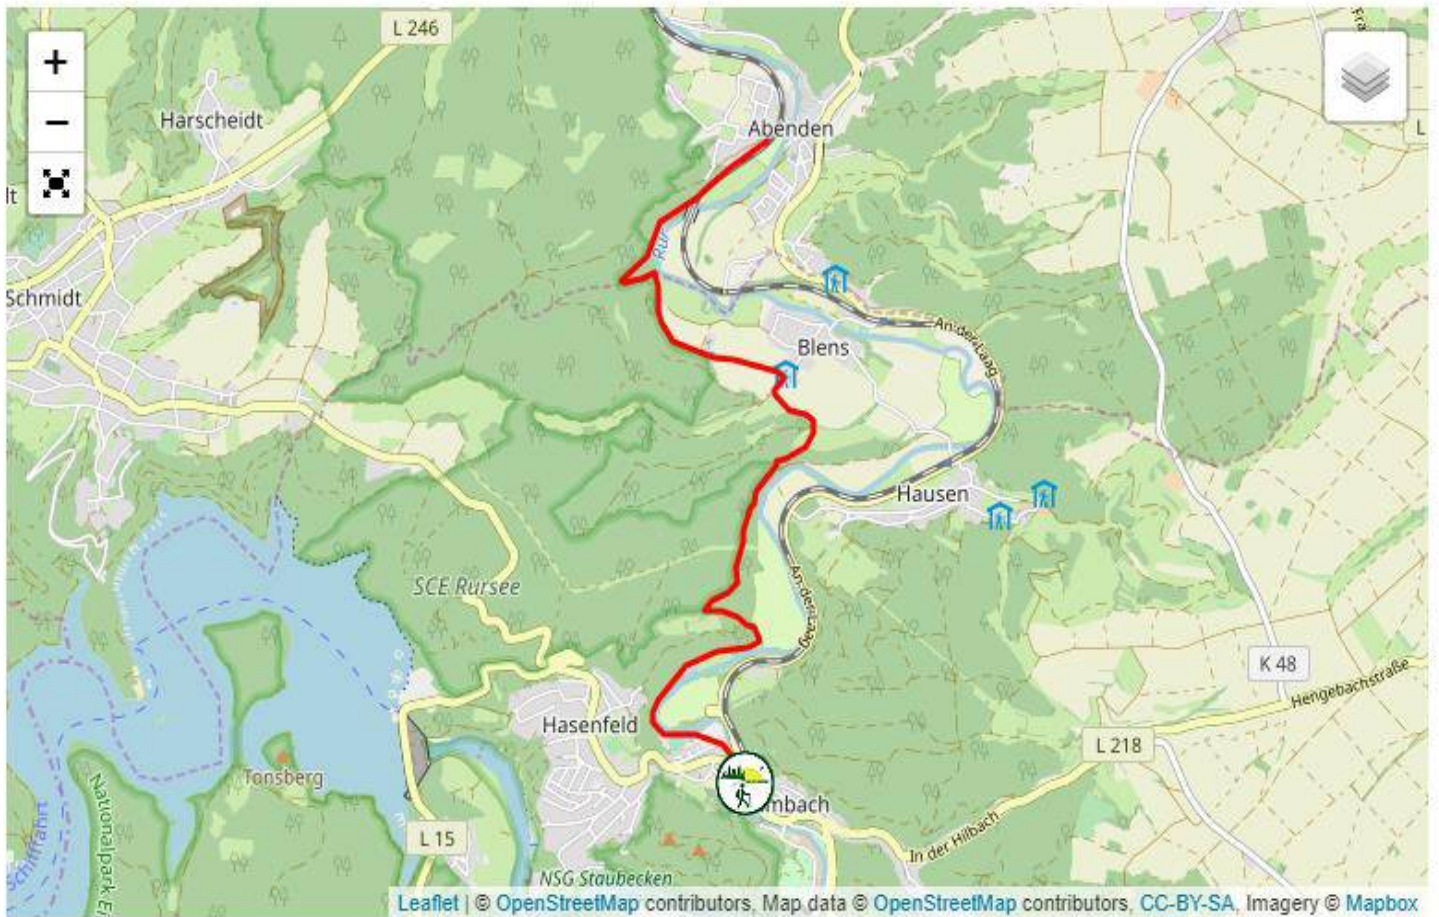 L 246
Harscheidt
Abenden
L
lt
Rur
Schmidt
An der Laag
Blens
Hausen
SCE Rursee
An der Laag
K 48
Hengebachstraße
Hasenfeld
L 218
Tonsberg
mbach
Nationalpark Ei
Schifffahrt
L 15
In der Hilbach
NSG Staubecken
Leaflet | © OpenStreetMap contributors, Map data © OpenStreetMap contributors, CC-BY-SA, Imagery © Mapbox